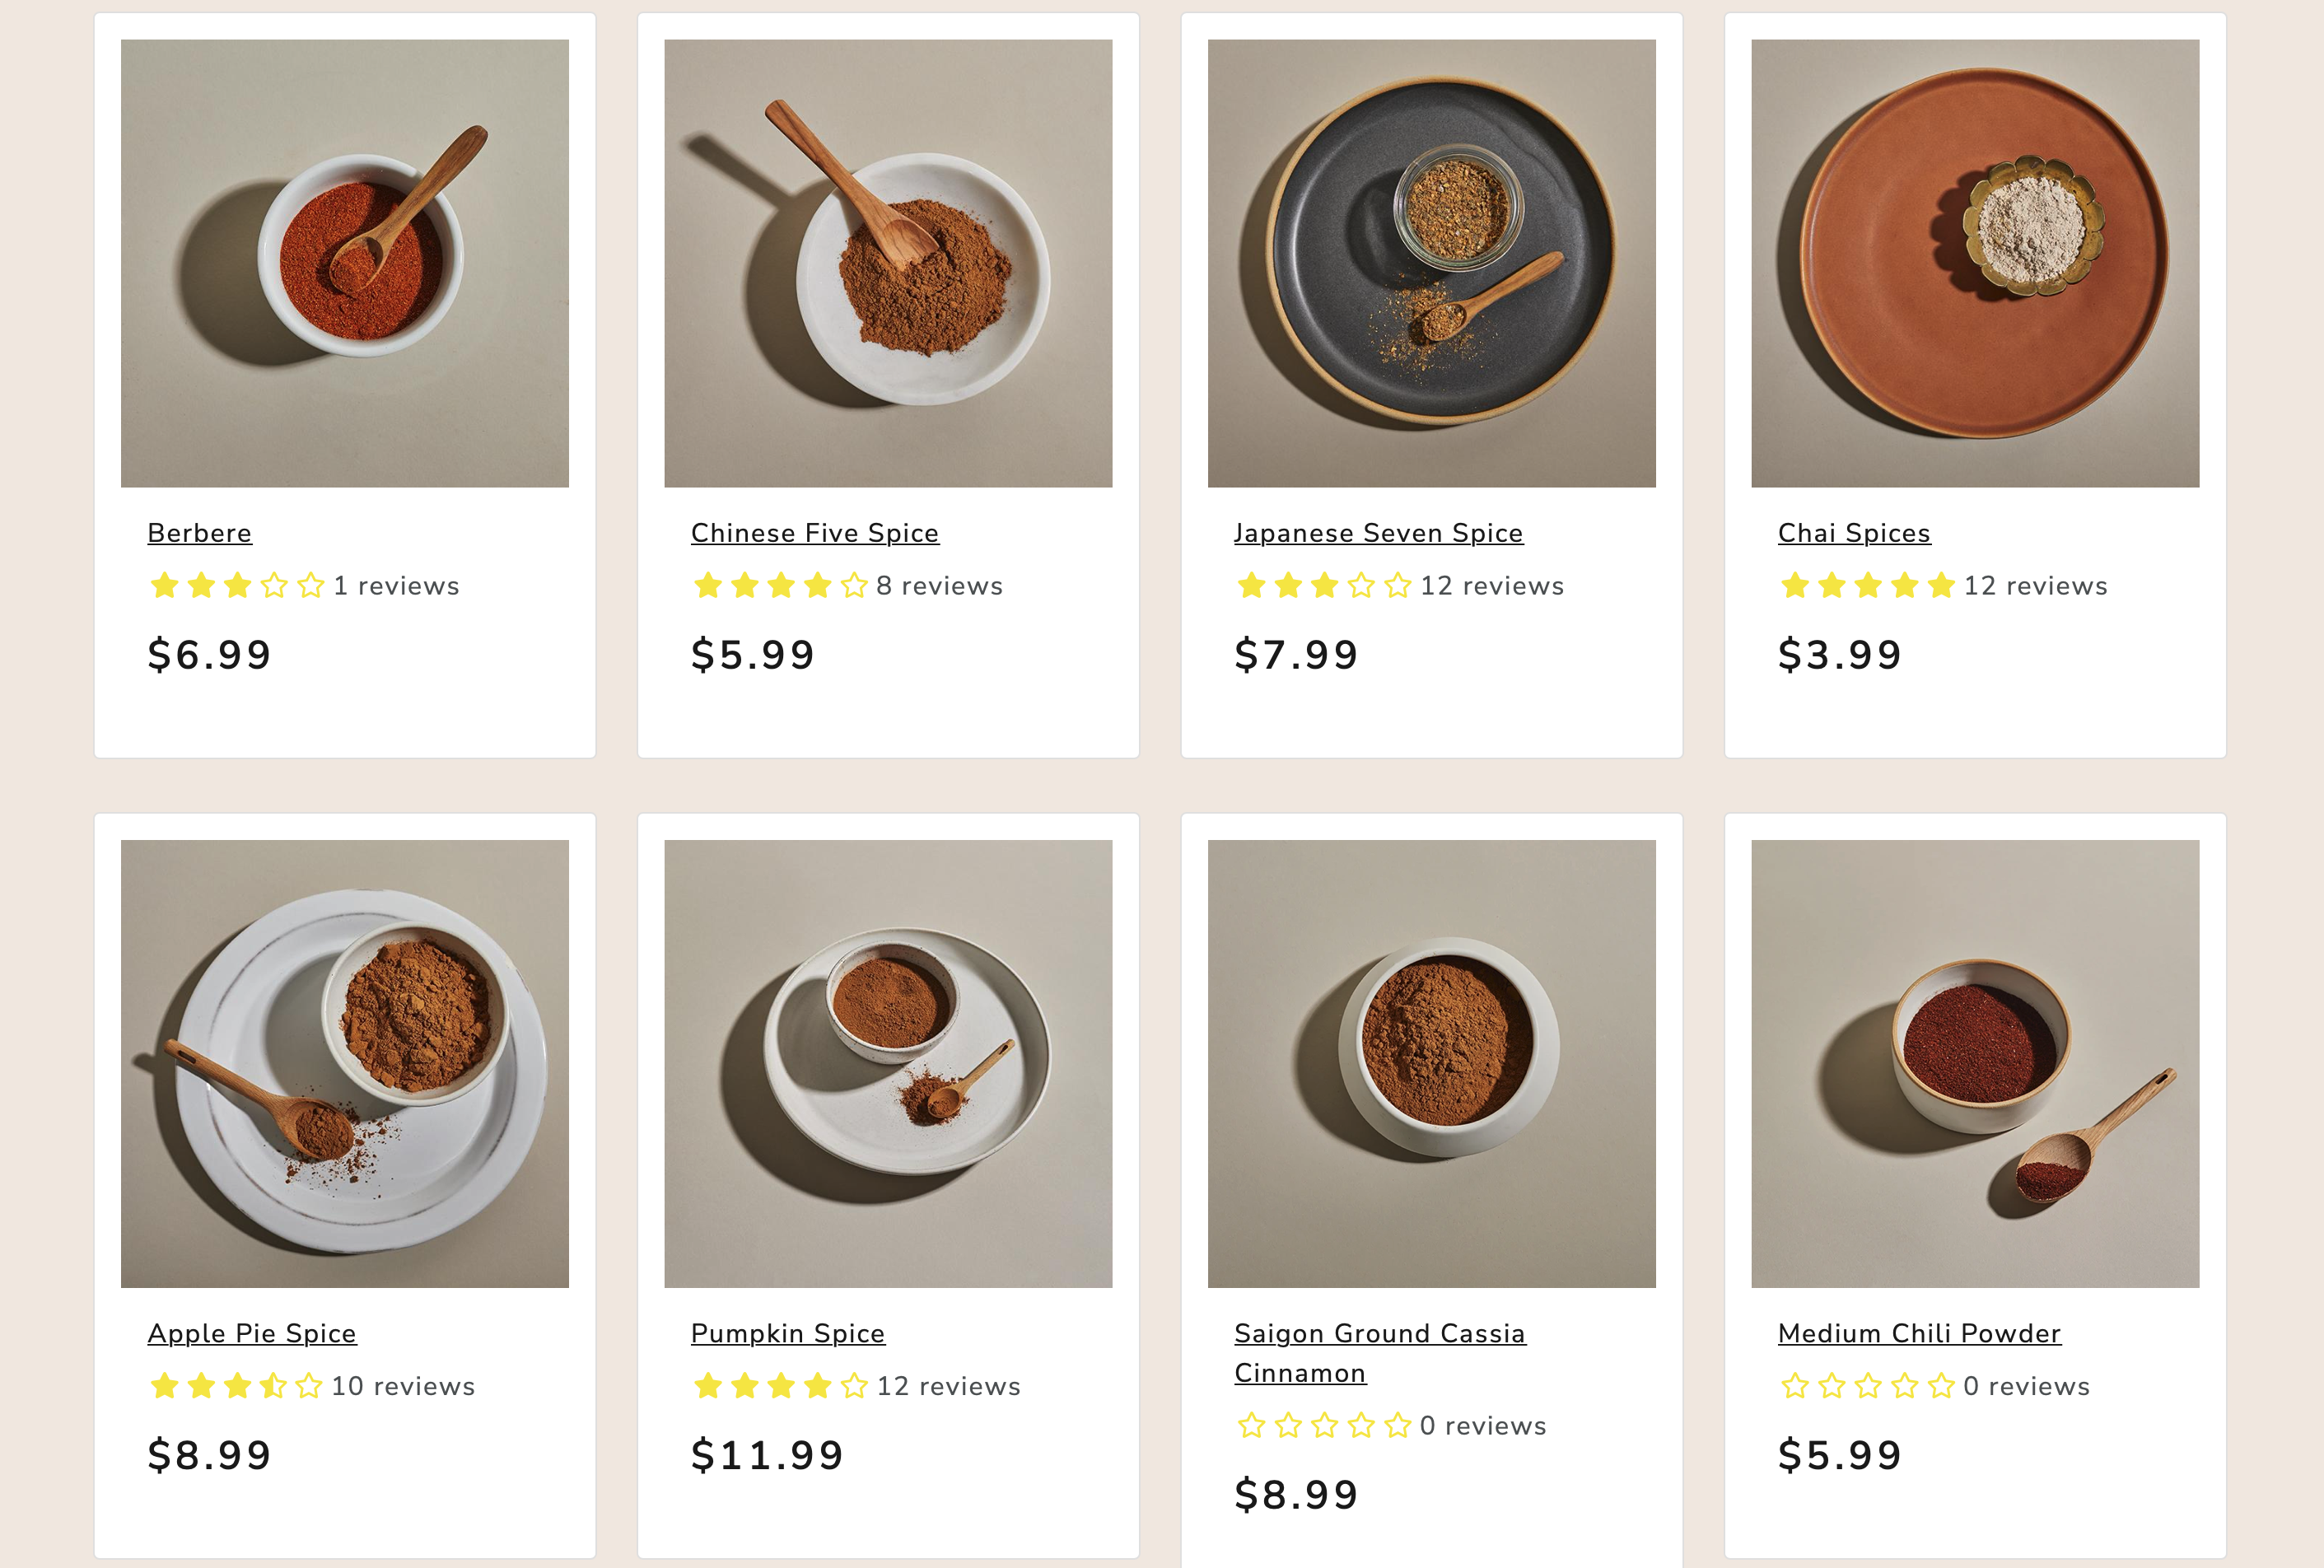 Berbere
1 reviews
$6.99
Chinese Five Spice
8 reviews
$5.99
Japanese Seven Spice
12 reviews
$7.99
Chai Spices
12 reviews
$3.99
Apple Pie Spice
10 reviews
$8.99
Pumpkin Spice
12 reviews
$11.99
Saigon Ground Cassia
Cinnamon
0 reviews
$8.99
Medium Chili Powder
0 reviews
$5.99